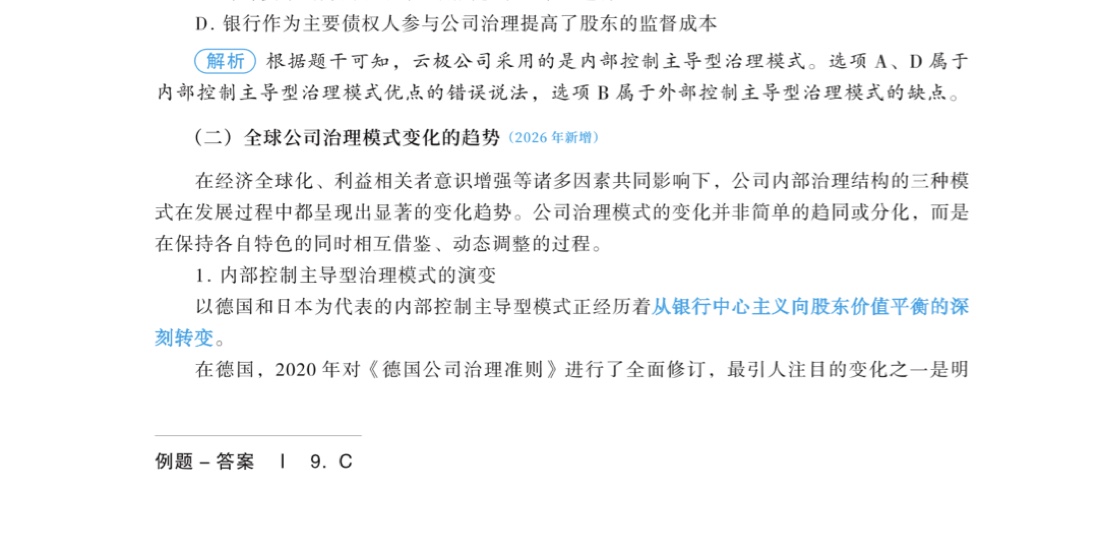 D. 银行作为主要债权人参与公司治理提高了股东的监督成本
解析 根据题干可知，云极公司采用的是内部控制主导型治理模式。选项 A、D 属于
内部控制主导型治理模式优点的错误说法，选项 B 属于外部控制主导型治理模式的缺点。
（二）全球公司治理模式变化的趋势（2026 年新增）
在经济全球化、利益相关者意识增强等诸多因素共同影响下，公司内部治理结构的三种模
式在发展过程中都呈现出显著的变化趋势。公司治理模式的变化并非简单的趋同或分化，而是
在保持各自特色的同时相互借鉴、动态调整的过程。
1. 内部控制主导型治理模式的演变
以德国和日本为代表的内部控制主导型模式正经历着从银行中心主义向股东价值平衡的深
刻转变。
在德国，2020 年对《德国公司治理准则》进行了全面修订，最引人注目的变化之一是明
例题 – 答案 | 9. C